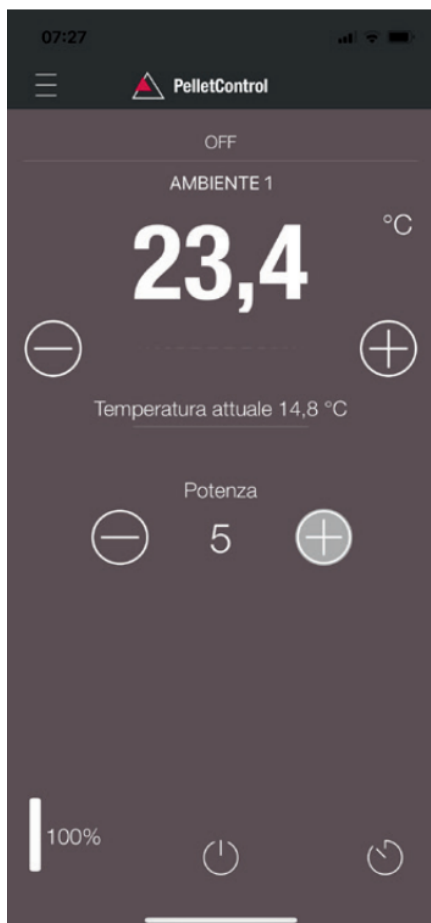 07:27
PelletControl
OFF
AMBIENTE 1
23,4 °C
Temperatura attuale 14,8 °C
Potenza
5
100%